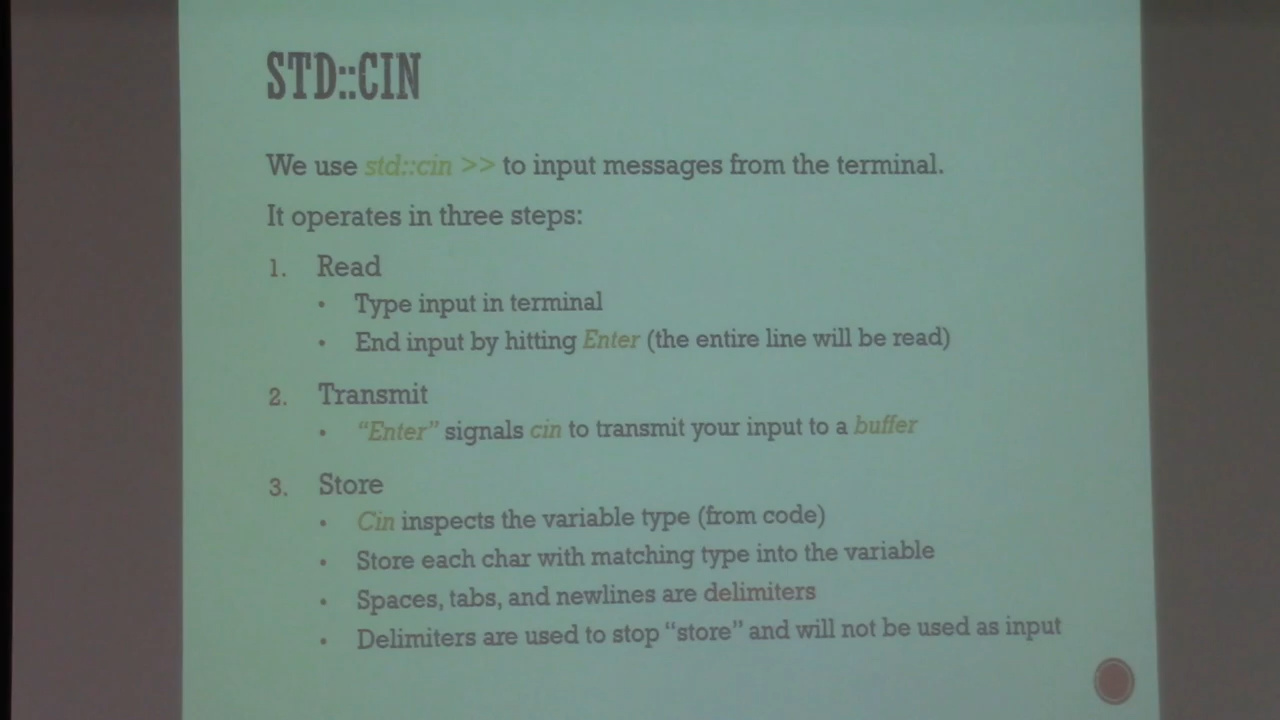 STD::CIN
We use std::cin >> to input messages from the terminal.
It operates in three steps:
1. Read
• Type input in terminal
• End input by hitting Enter (the entire line will be read)
2. Transmit
• “Enter” signals cin to transmit your input to a buffer
3. Store
• Cin inspects the variable type (from code)
• Store each char with matching type into the variable
• Spaces, tabs, and newlines are delimiters
• Delimiters are used to stop “store” and will not be used as input